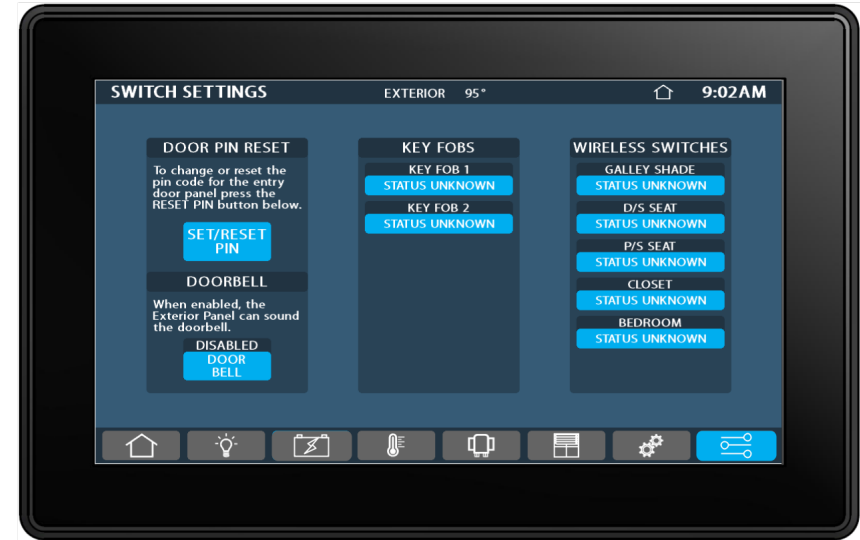 SWITCH SETTINGS
EXTERIOR 95°
9:02AM
DOOR PIN RESET
To change or reset the
pin code for the entry
door panel press the
RESET PIN button below.
SET/RESET
PIN
DOORBELL
When enabled, the
Exterior Panel can sound
the doorbell.
DISABLED
DOOR
BELL
KEY FOBS
KEY FOB 1
STATUS UNKNOWN
KEY FOB 2
STATUS UNKNOWN
WIRELESS SWITCHES
GALLEY SHADE
STATUS UNKNOWN
D/S SEAT
STATUS UNKNOWN
P/S SEAT
STATUS UNKNOWN
CLOSET
STATUS UNKNOWN
BEDROOM
STATUS UNKNOWN